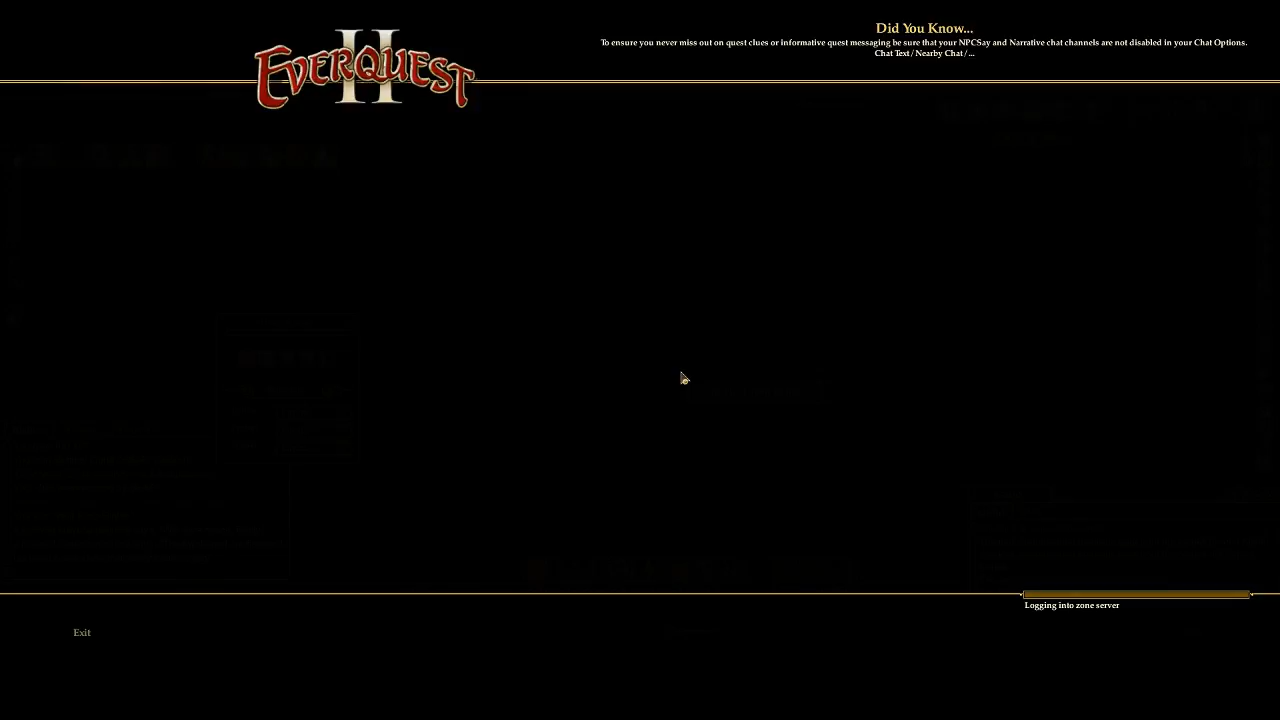 EVERQUEST II
Did You Know...
To ensure you never miss out on quest clues or informative quest messaging be sure that your NPCSay and Narrative chat channels are not disabled in your Chat Options.
Chat Text / Nearby Chat / ...
Logging into zone server
Exit